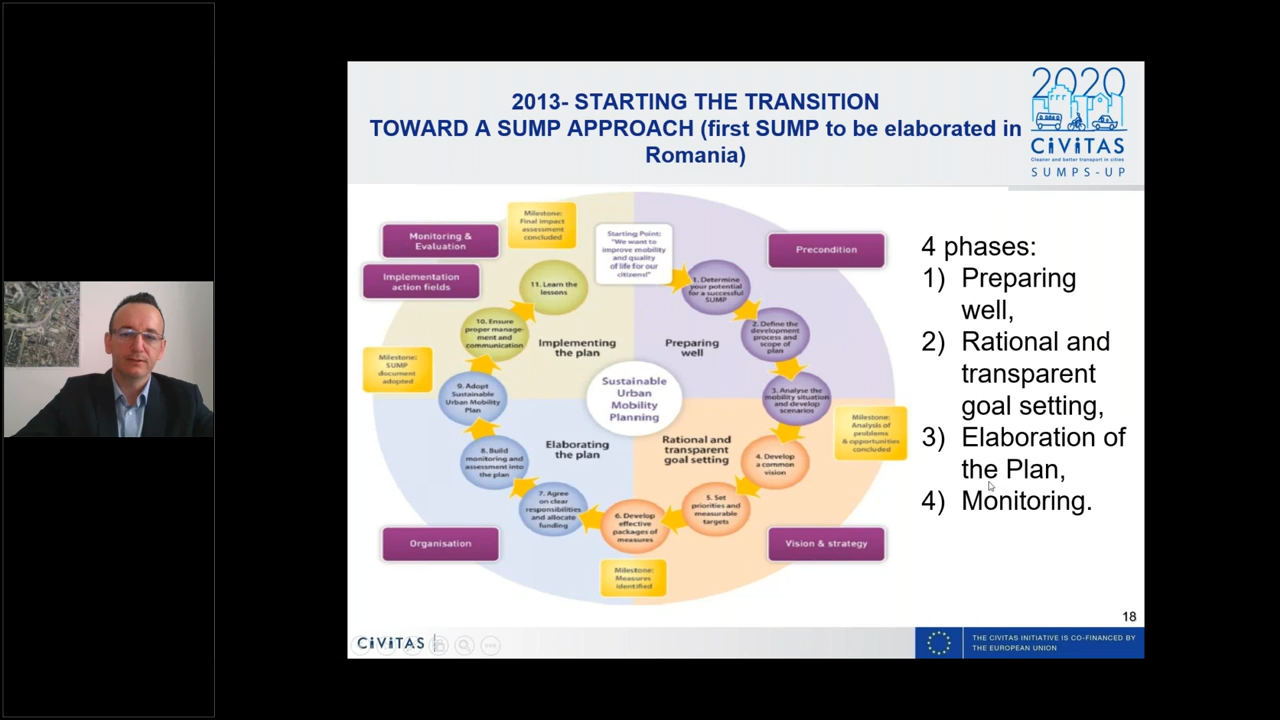 2013- STARTING THE TRANSITION
TOWARD A SUMP APPROACH (first SUMP to be elaborated in
Romania)
2020
CiViTAS
Cleaner and better transport in cities
SUMPS-UP
Monitoring &
Evaluation
Implementation
action fields
Milestone:
Final impact
assessment
concluded
Starting Point:
"We want to
improve mobility
and quality
of life for our
citizens!"
Precondition
1. Determine
your potential
for a successful
SUMP
2. Define the
development
process and
scope of
plan
3. Analyse the
mobility situation
and develop
scenarios
Milestone:
Analysis of
problems
& opportunities
concluded
4. Develop
a common
vision
5. Set
priorities and
measurable
targets
6. Develop
effective
packages of
measures
Milestone:
Measures
identified
7. Agree
on clear
responsibilities
and allocate
funding
8. Build
monitoring and
assessment into
the plan
9. Adopt
Sustainable
Urban Mobility
Plan
Milestone:
SUMP
document
adopted
10. Ensure
proper manage-
ment and
communication
11. Learn the
lessons
Implementing
the plan
Preparing
well
Sustainable
Urban
Mobility
Planning
Elaborating
the plan
Rational and
transparent
goal setting
Organisation
Vision & strategy
4 phases:
1) Preparing
well,
2) Rational and
transparent
goal setting,
3) Elaboration of
the Plan,
4) Monitoring.
18
CiViTAS
THE CIVITAS INITIATIVE IS CO-FINANCED BY
THE EUROPEAN UNION